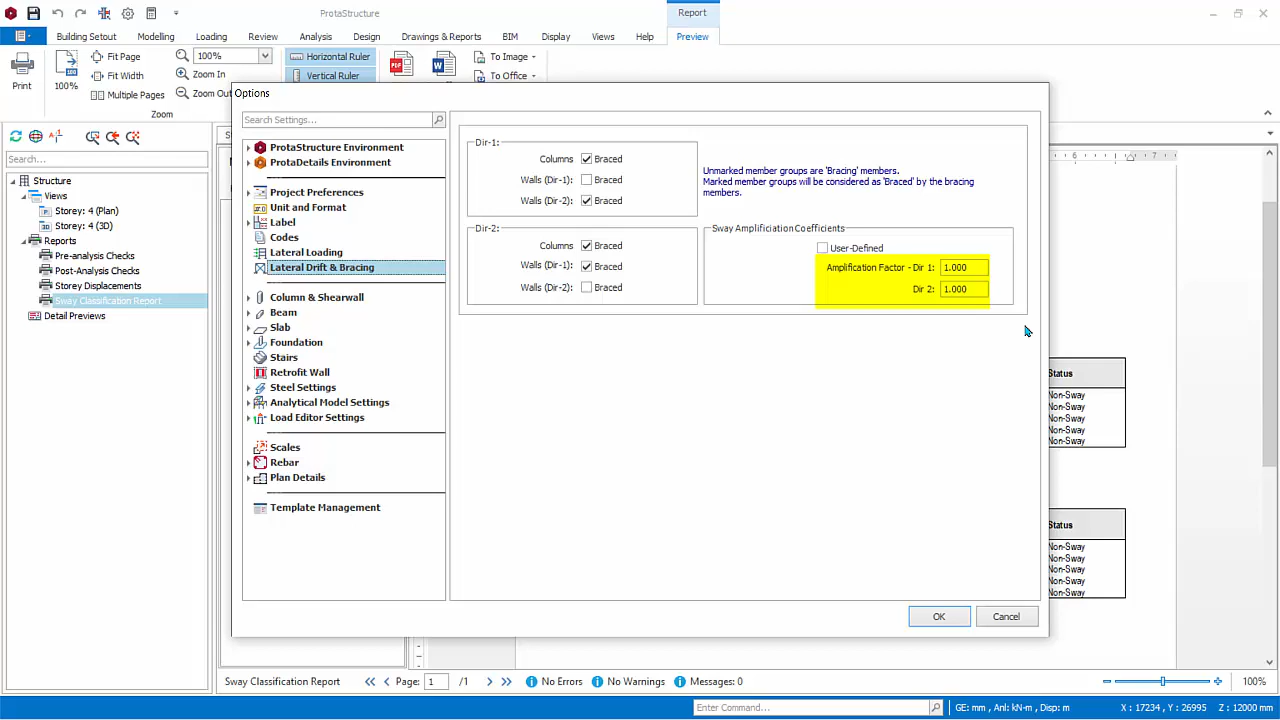 ProtaStructure
Report
Building Setout
Modelling
Loading
Review
Analysis
Design
Drawings & Reports
BIM
Display
Views
Help
Preview
Print
100%
Fit Page
Fit Width
Multiple Pages
100%
Zoom In
Zoom Out
Zoom
Horizontal Ruler
Vertical Ruler
To Image
To Office
Search...
Structure
Views
Storey: 4 (Plan)
Storey: 4 (3D)
Reports
Pre-analysis Checks
Post-Analysis Checks
Storey Displacements
Sway Classification Report
Detail Previews
Options
Search Settings...
ProtaStructure Environment
ProtaDetails Environment
Project Preferences
Unit and Format
Label
Codes
Lateral Loading
Lateral Drift & Bracing
Column & Shearwall
Beam
Slab
Foundation
Stairs
Retrofit Wall
Steel Settings
Analytical Model Settings
Load Editor Settings
Scales
Rebar
Plan Details
Template Management
Dir-1:
Columns Braced
Walls (Dir-1): Braced
Walls (Dir-2): Braced
Unmarked member groups are 'Bracing' members.
Marked member groups will be considered as 'Braced' by the bracing
members.
Dir-2:
Columns Braced
Walls (Dir-1): Braced
Walls (Dir-2): Braced
Sway Amplificiation Coefficients
User-Defined
Amplification Factor - Dir 1: 1.000
Dir 2: 1.000
OK
Cancel
6 7
Status
Non-Sway
Non-Sway
Non-Sway
Non-Sway
Non-Sway
Status
Non-Sway
Non-Sway
Non-Sway
Non-Sway
Non-Sway
Sway Classification Report
Page: 1 /1
No Errors
No Warnings
Messages: 0
100%
Enter Command...
GE: mm , Anl: kN-m , Disp: m
X : 17234 , Y : 26995
Z : 12000 mm